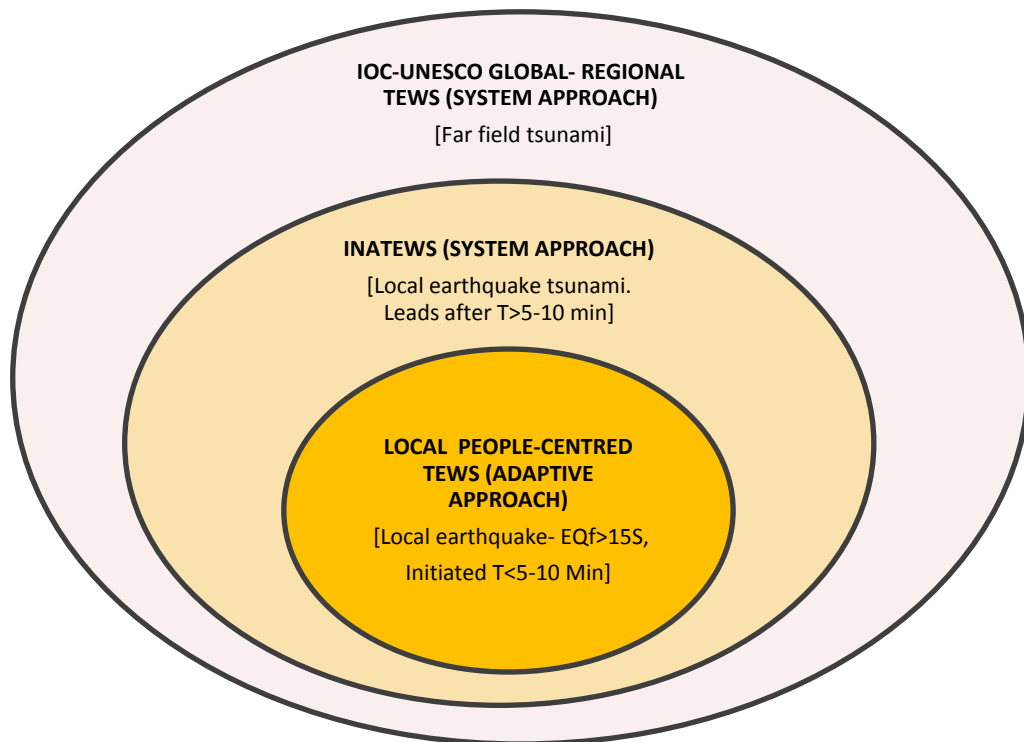 IOC-UNESCO GLOBAL- REGIONAL
TEWS (SYSTEM APPROACH)
[Far field tsunami]
INATEWS (SYSTEM APPROACH)
[Local earthquake tsunami.
Leads after T>5-10 min]
LOCAL PEOPLE-CENTRED
TEWS (ADAPTIVE
APPROACH)
[Local earthquake- EQf>15S,
Initiated T<5-10 Min]